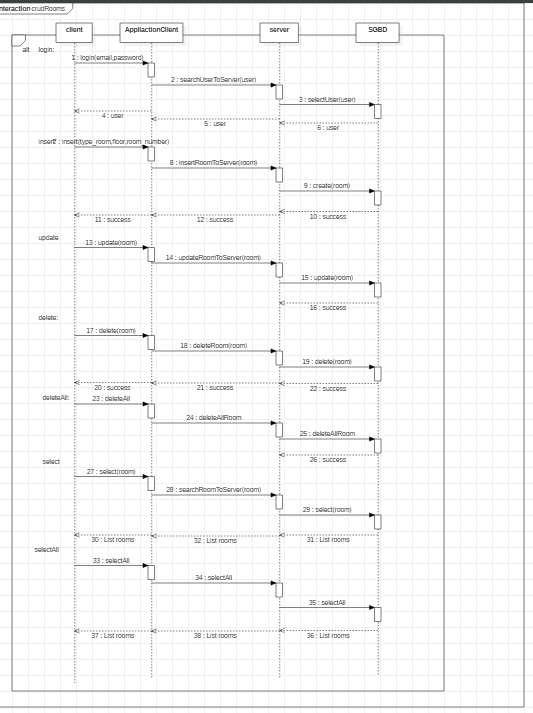 interaction crudRooms
client
AppliactionClient
server
SGBD
alt
login:
1 : login(email,password)
2 : searchUserToServer(user)
3 : selectUser(user)
4 : user
5 : user
6 : user
insert7 : insert(type_room,floor,room_number)
8 : insertRoomToServer(room)
9 : create(room)
10 : success
11 : success
12 : success
update
13 : update(room)
14 : updateRoomToServer(room)
15 : update(room)
16 : success
delete:
17 : delete(room)
18 : deleteRoom(room)
19 : delete(room)
20 : success
21 : success
22 : success
deleteAll:
23 : deleteAll
24 : deleteAllRoom
25 : deleteAllRoom
26 : success
select
27 : select(room)
28 : searchRoomToServer(room)
29 : select(room)
30 : List rooms
32 : List rooms
31 : List rooms
selectAll
33 : selectAll
34 : selectAll
35 : selectAll
37 : List rooms
38 : List rooms
36 : List rooms